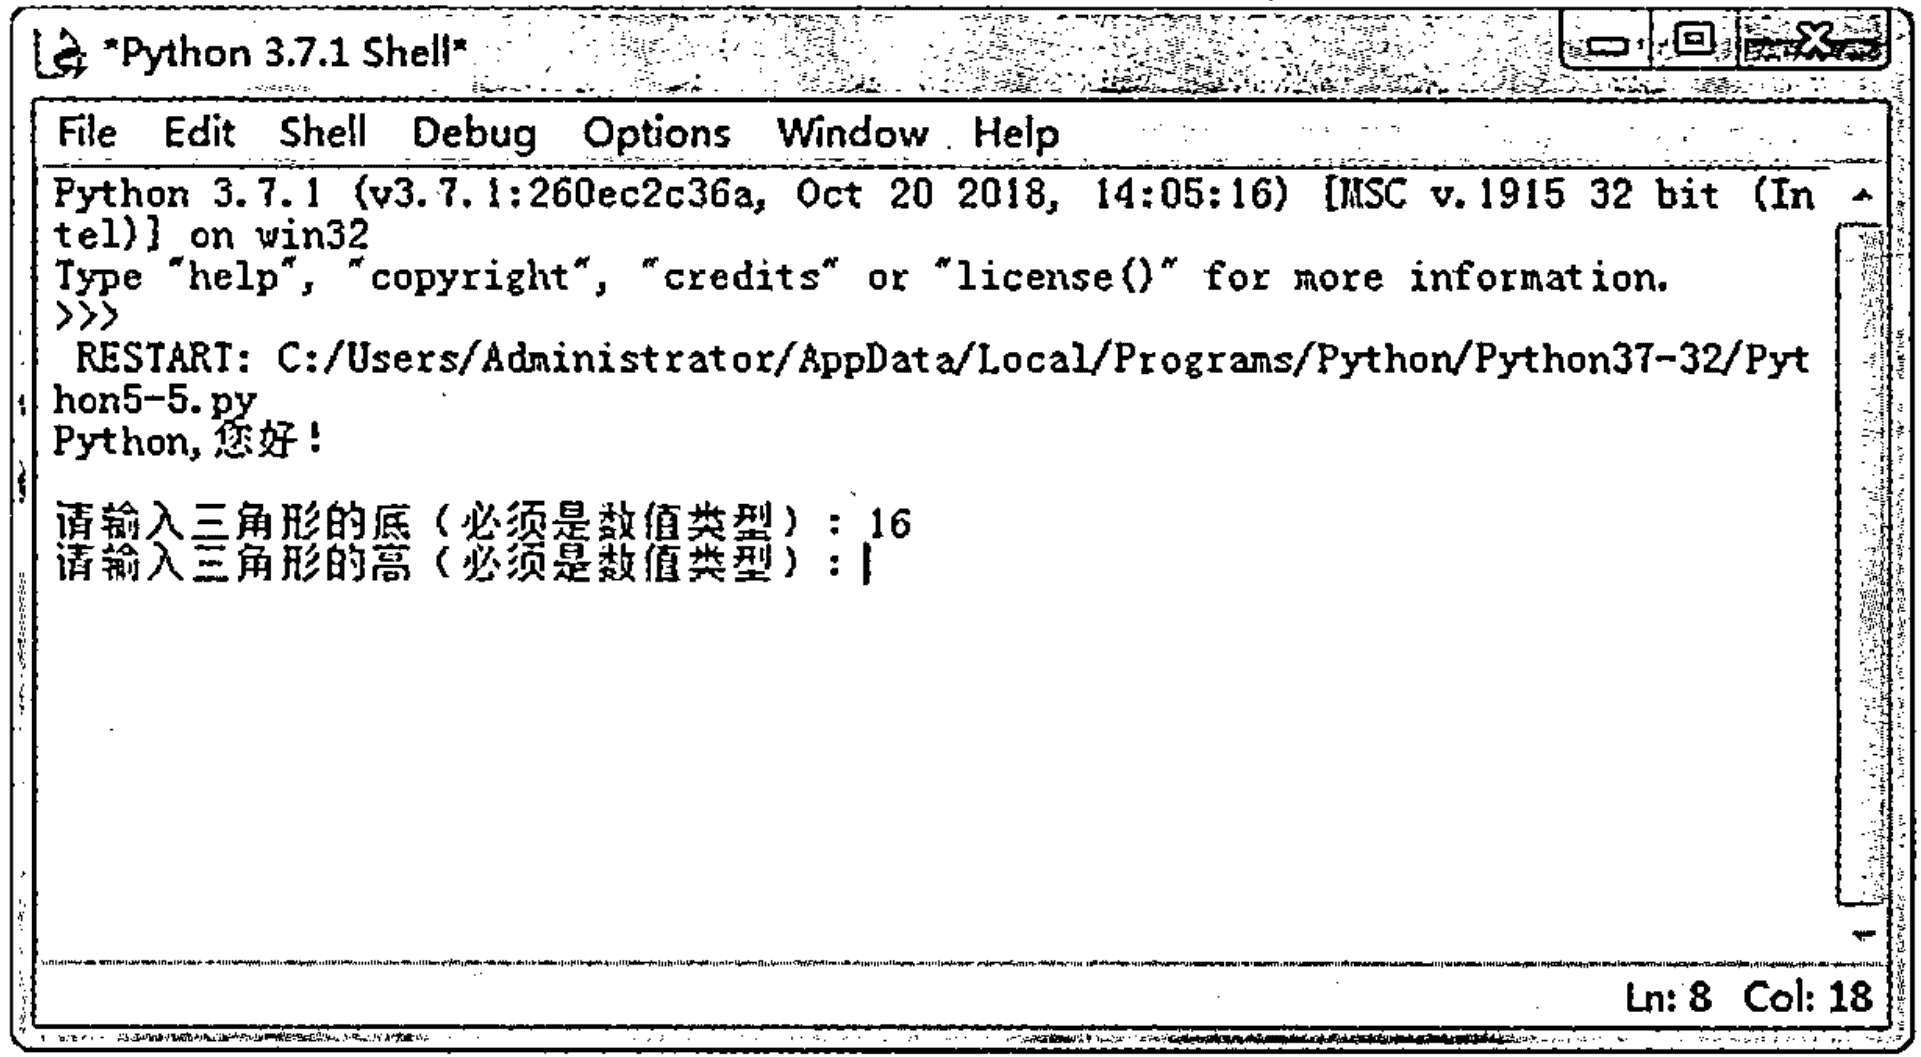 *Python 3.7.1 Shell*
File Edit Shell Debug Options Window Help
Python 3.7.1 (v3.7.1:260ec2c36a, Oct 20 2018, 14:05:16) [MSC v.1915 32 bit (In
tel)] on win32
Type "help", "copyright", "credits" or "license()" for more information.
>>>
RESTART: C:/Users/Administrator/AppData/Local/Programs/Python/Python37-32/Pyt
hon5-5.py
Python,您好!
请输入三角形的底（必须是数值类型）：16
请输入三角形的高（必须是数值类型）：
Ln: 8 Col: 18